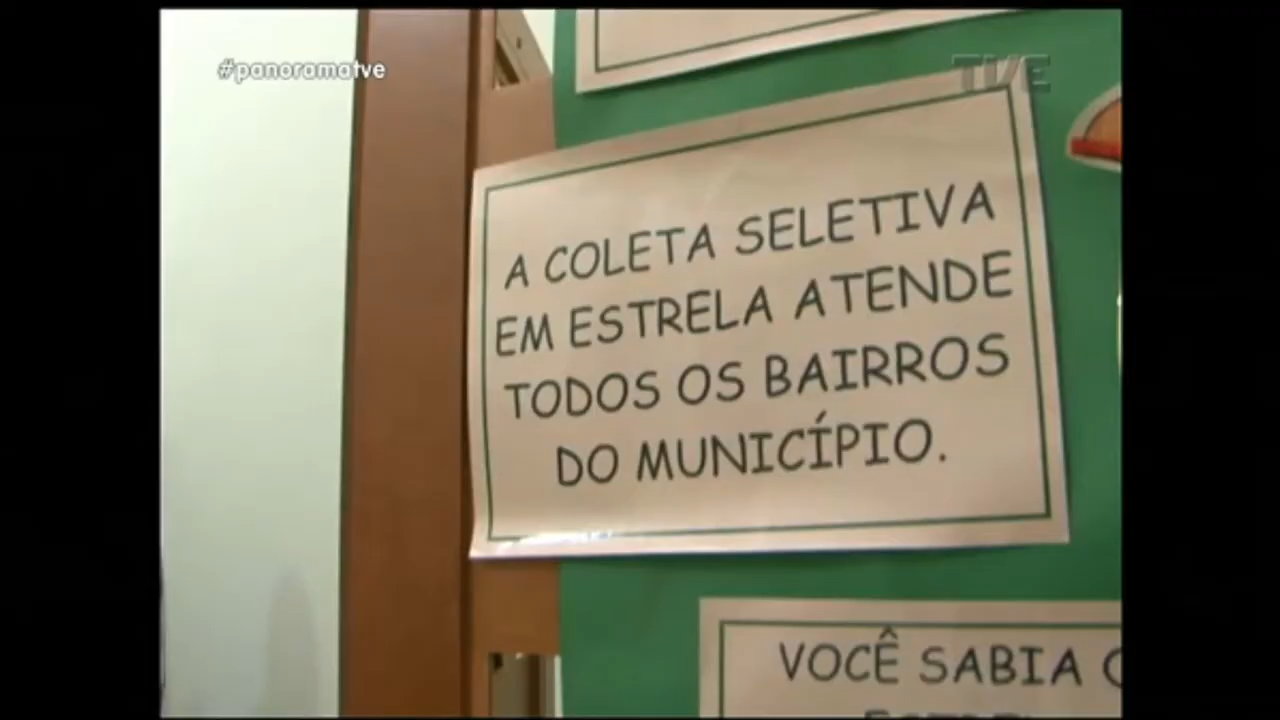 #panoramatve
TVE
A COLETA SELETIVA
EM ESTRELA ATENDE
TODOS OS BAIRROS
DO MUNICÍPIO.
VOCÊ SABIA